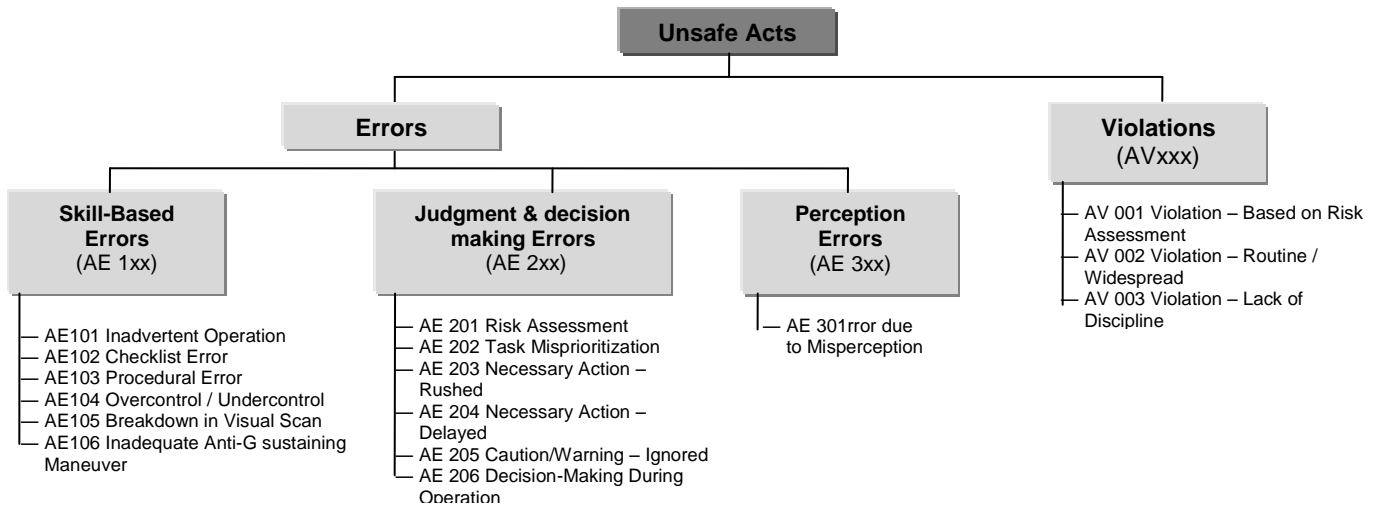 Unsafe Acts
Errors
Violations
(AVxxx)
Skill-Based
Errors
(AE 1xx)
Judgment & decision
making Errors
(AE 2xx)
Perception
Errors
(AE 3xx)
AE101 Inadvertent Operation
AE102 Checklist Error
AE103 Procedural Error
AE104 Overcontrol / Undercontrol
AE105 Breakdown in Visual Scan
AE106 Inadequate Anti-G sustaining
Maneuver
AE 201 Risk Assessment
AE 202 Task Misprioritization
AE 203 Necessary Action –
Rushed
AE 204 Necessary Action –
Delayed
AE 205 Caution/Warning – Ignored
AE 206 Decision-Making During
Operation
AE 301rror due
to Misperception
AV 001 Violation – Based on Risk
Assessment
AV 002 Violation – Routine /
Widespread
AV 003 Violation – Lack of
Discipline